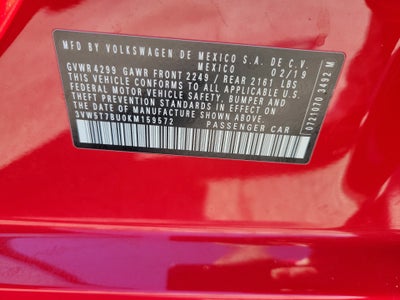 MFD BY VOLKSWAGEN DE MEXICO S.A. DE C.V.
MEXICO 02/19
GVWR 4299 GAWR FRONT 2249 / REAR 2161 LBS
THIS VEHICLE CONFORMS TO ALL APPLICABLE U.S.
FEDERAL MOTOR VEHICLE SAFETY, BUMPER AND
THEFT PREVENTION STANDARDS IN EFFECT ON THE
DATE OF MANUFACTURE SHOWN ABOVE.
3VW5T7BU0KM159572
PASSENGER CAR
0721070 3492 M